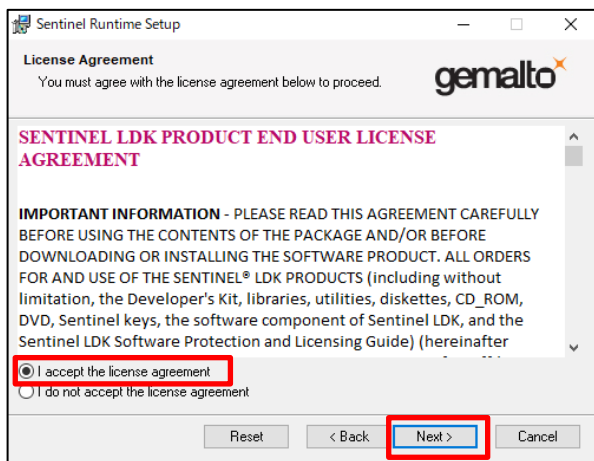 Sentinel Runtime Setup
License Agreement
You must agree with the license agreement below to proceed.
gemalto
SENTINEL LDK PRODUCT END USER LICENSE
AGREEMENT
IMPORTANT INFORMATION - PLEASE READ THIS AGREEMENT CAREFULLY
BEFORE USING THE CONTENTS OF THE PACKAGE AND/OR BEFORE
DOWNLOADING OR INSTALLING THE SOFTWARE PRODUCT. ALL ORDERS
FOR AND USE OF THE SENTINEL® LDK PRODUCTS (including without
limitation, the Developer's Kit, libraries, utilities, diskettes, CD_ROM,
DVD, Sentinel keys, the software component of Sentinel LDK, and the
Sentinel LDK Software Protection and Licensing Guide) (hereinafter
I accept the license agreement
I do not accept the license agreement
Reset
< Back
Next >
Cancel